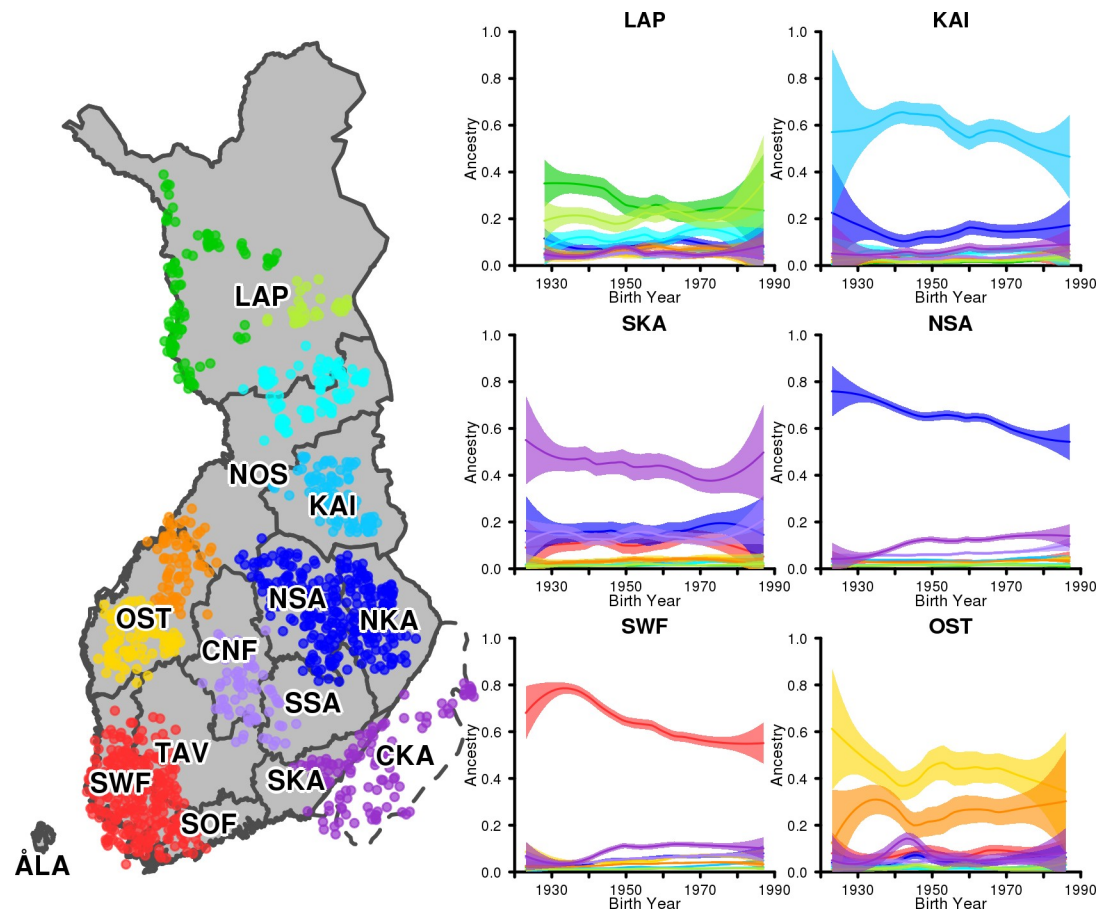 LAP
NOS
KAI
OST
NSA
NKA
CNF
SSA
TAV
SWF
SKA
CKA
SOF
ÅLA
LAP
1.0
0.8
0.6
0.4
0.2
0.0
Ancestry
1930 1950 1970 1990
Birth Year
KAI
1.0
0.8
0.6
0.4
0.2
0.0
Ancestry
1930 1950 1970 1990
Birth Year
SKA
1.0
0.8
0.6
0.4
0.2
0.0
Ancestry
1930 1950 1970 1990
Birth Year
NSA
1.0
0.8
0.6
0.4
0.2
0.0
Ancestry
1930 1950 1970 1990
Birth Year
SWF
1.0
0.8
0.6
0.4
0.2
0.0
Ancestry
1930 1950 1970 1990
Birth Year
OST
1.0
0.8
0.6
0.4
0.2
0.0
Ancestry
1930 1950 1970 1990
Birth Year